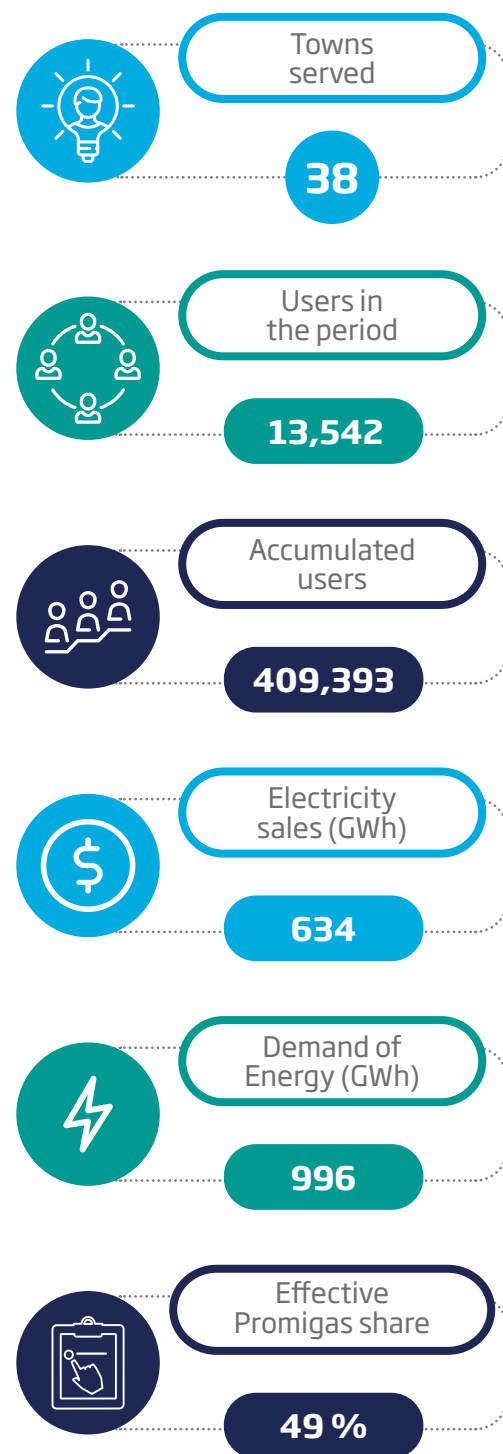 Towns
served
38
Users in
the period
13,542
Accumulated
users
409,393
Electricity
sales (GWh)
$
634
Demand of
Energy (GWh)
996
Effective
Promigas share
49 %